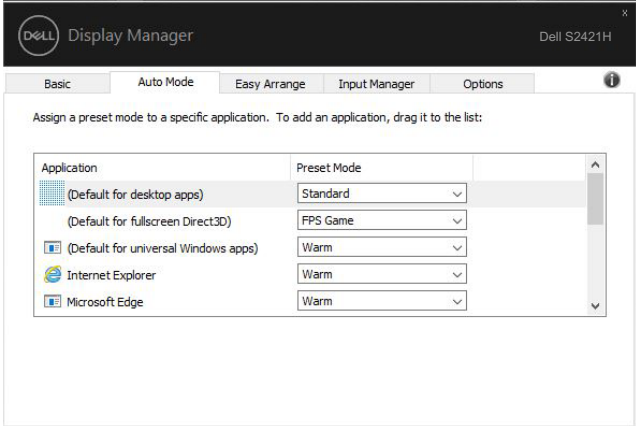 DELL Display Manager
x
Dell S2421H
Basic Auto Mode Easy Arrange Input Manager Options i
Assign a preset mode to a specific application. To add an application, drag it to the list:
Application Preset Mode
(Default for desktop apps) Standard
(Default for fullscreen Direct3D) FPS Game
(Default for universal Windows apps) Warm
Internet Explorer Warm
Microsoft Edge Warm